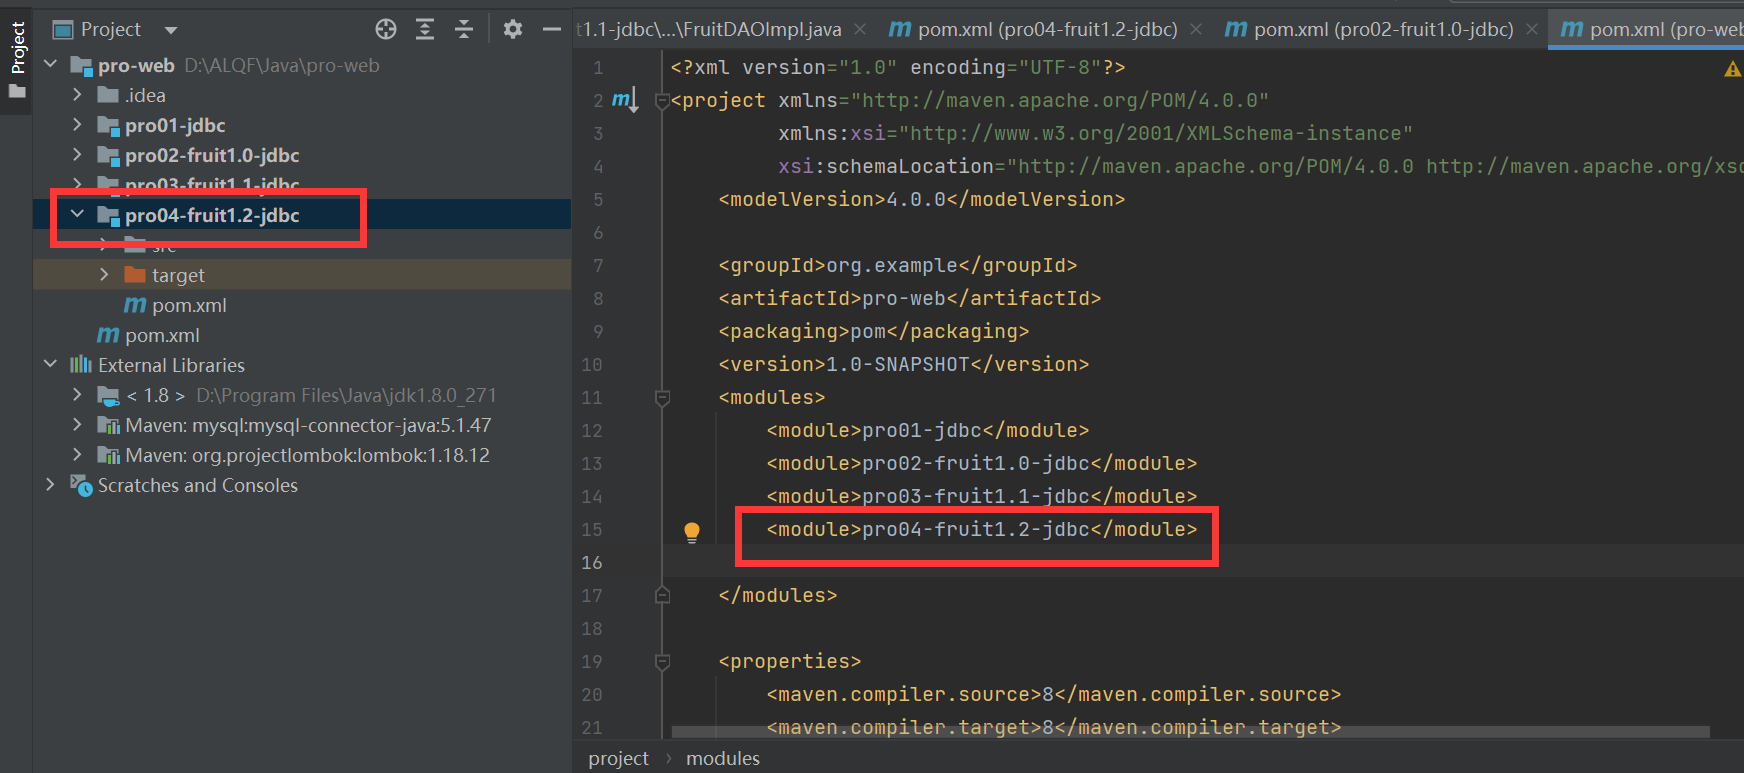 Project
Project
pro-web D:\ALQF\Java\pro-web
.idea
pro01-jdbc
pro02-fruit1.0-jdbc
pro03-fruit1.1-jdbc
pro04-fruit1.2-jdbc
src
target
pom.xml
pom.xml
External Libraries
< 1.8 > D:\Program Files\Java\jdk1.8.0_271
Maven: mysql:mysql-connector-java:5.1.47
Maven: org.projectlombok:lombok:1.18.12
Scratches and Consoles
t1.1-jdbc\...\FruitDAOImpl.java
pom.xml (pro04-fruit1.2-jdbc)
pom.xml (pro02-fruit1.0-jdbc)
pom.xml (pro-web
1 <?xml version="1.0" encoding="UTF-8"?>
2 <project xmlns="http://maven.apache.org/POM/4.0.0"
3 xmlns:xsi="http://www.w3.org/2001/XMLSchema-instance"
4 xsi:schemaLocation="http://maven.apache.org/POM/4.0.0 http://maven.apache.org/xsd
5 <modelVersion>4.0.0</modelVersion>
6
7 <groupId>org.example</groupId>
8 <artifactId>pro-web</artifactId>
9 <packaging>pom</packaging>
10 <version>1.0-SNAPSHOT</version>
11 <modules>
12 <module>pro01-jdbc</module>
13 <module>pro02-fruit1.0-jdbc</module>
14 <module>pro03-fruit1.1-jdbc</module>
15 <module>pro04-fruit1.2-jdbc</module>
16
17 </modules>
18
19 <properties>
20 <maven.compiler.source>8</maven.compiler.source>
21 <maven.compiler.target>8</maven.compiler.target>
project > modules